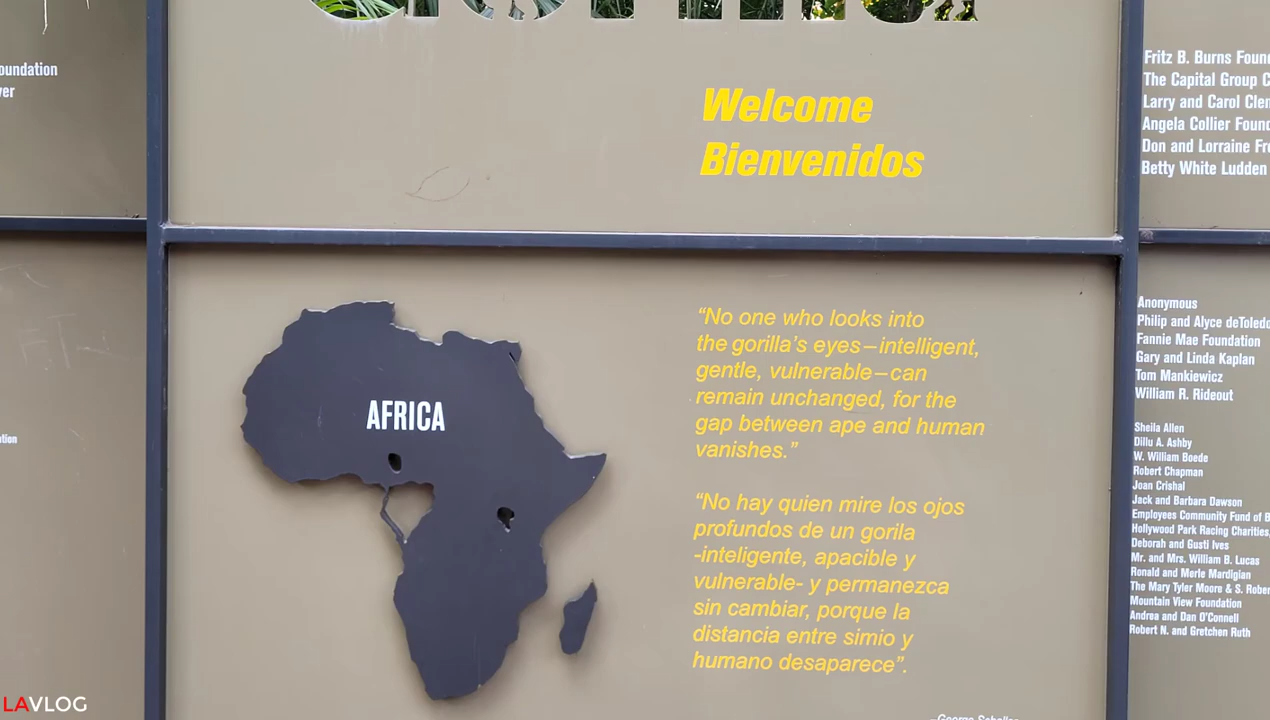 oundation
ver
Welcome
Bienvenidos
Fritz B. Burns Foun
The Capital Group C
Larry and Carol Clem
Angela Collier Found
Don and Lorraine Fre
Betty White Ludden
AFRICA
“No one who looks into
the gorilla’s eyes—intelligent,
gentle, vulnerable—can
remain unchanged, for the
gap between ape and human
vanishes.”
“No hay quien mire los ojos
profundos de un gorila
-inteligente, apacible y
vulnerable- y permanezca
sin cambiar, porque la
distancia entre simio y
humano desaparece”.
Anonymous
Philip and Alyce deToledo
Fannie Mae Foundation
Gary and Linda Kaplan
Tom Mankiewicz
William R. Rideout
Sheila Allen
Dillu A. Ashby
W. William Boede
Robert Chapman
Joan Crishal
Jack and Barbara Dawson
Employees Community Fund of B
Hollywood Park Racing Charities,
Deborah and Gusti Ives
Mr. and Mrs. William B. Lucas
Ronald and Merle Mardigian
The Mary Tyler Moore & S. Rober
Mountain View Foundation
Andrea and Dan O’Connell
Robert N. and Gretchen Ruth
ation
LAVLOG